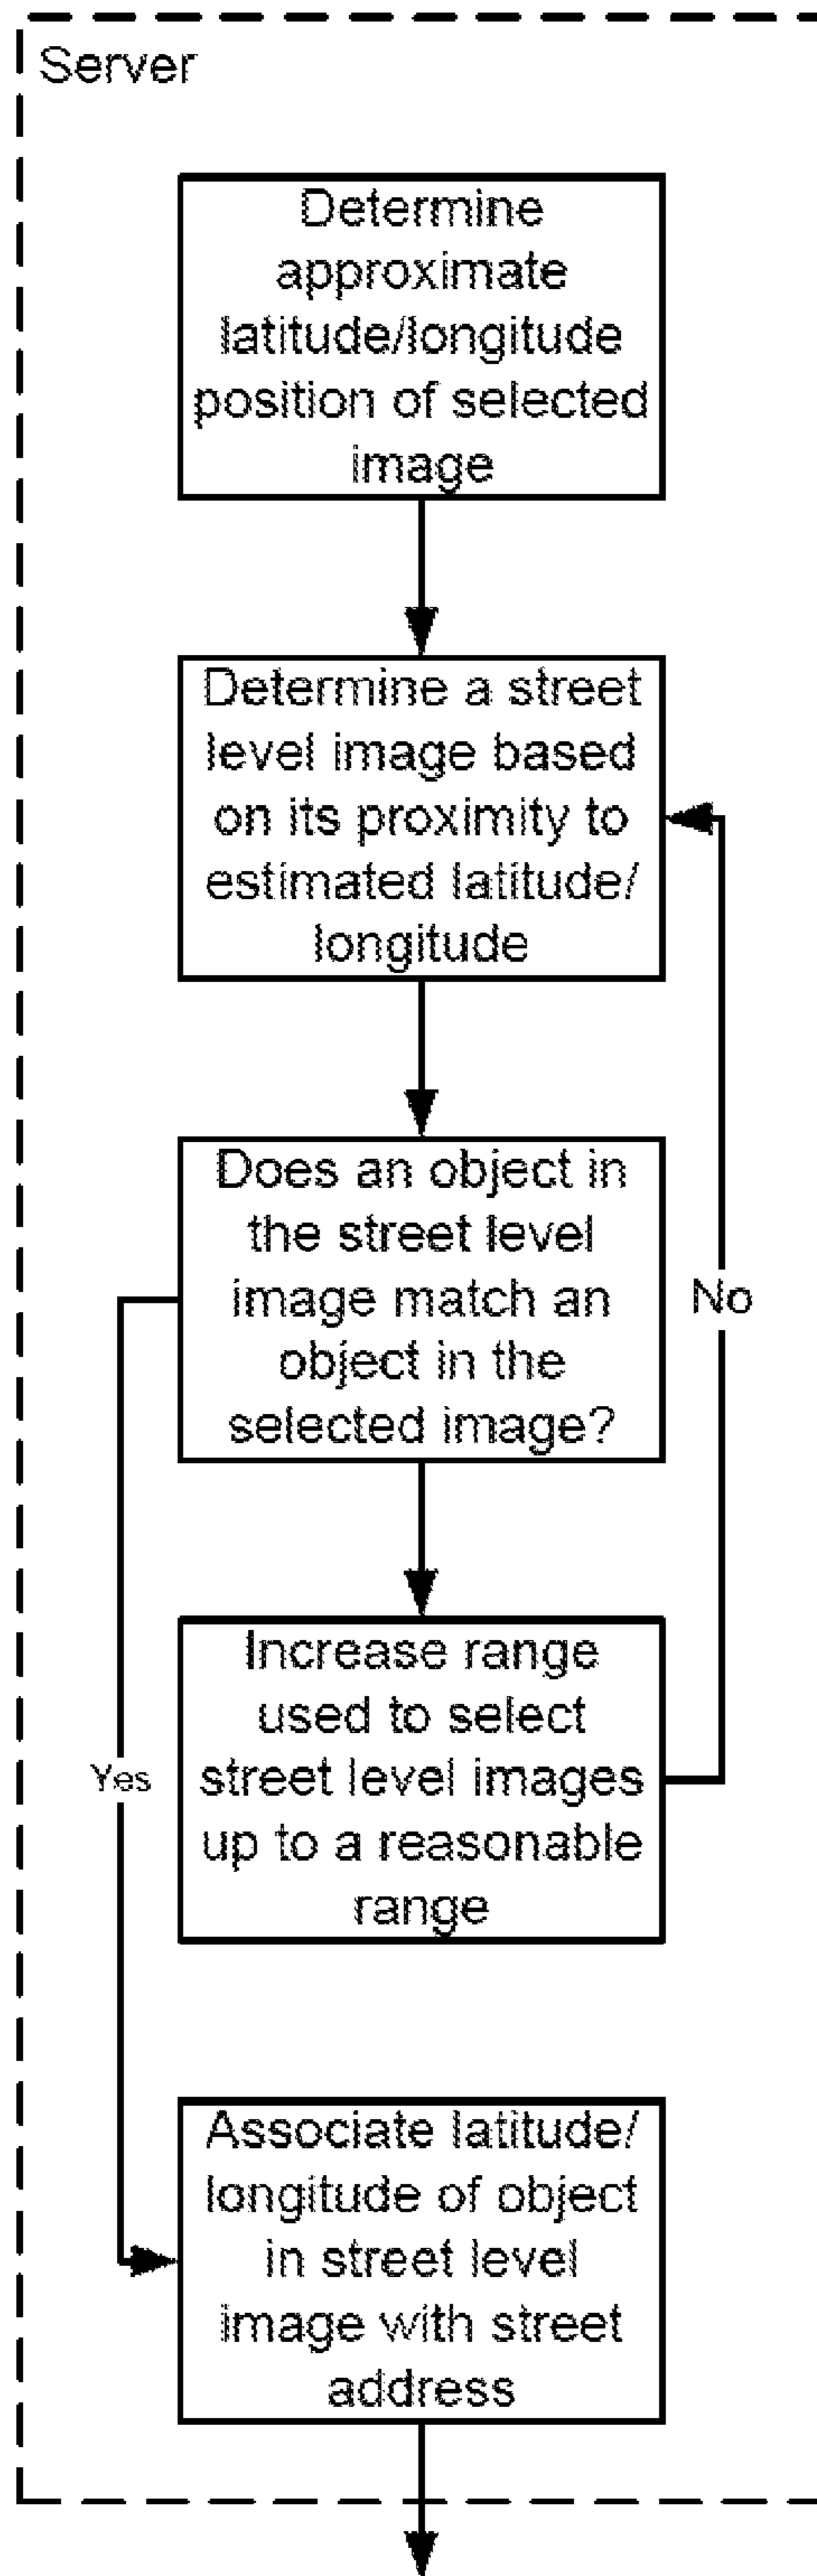 Server
Determine
approximate
latitude/longitude
position of selected
image
Determine a street
level image based
on its proximity to
estimated latitude/
longitude
Does an object in
the street level
image match an
object in the
selected image?
No
Increase range
used to select
street level images
up to a reasonable
range
Yes
Associate latitude/
longitude of object
in street level
image with street
address